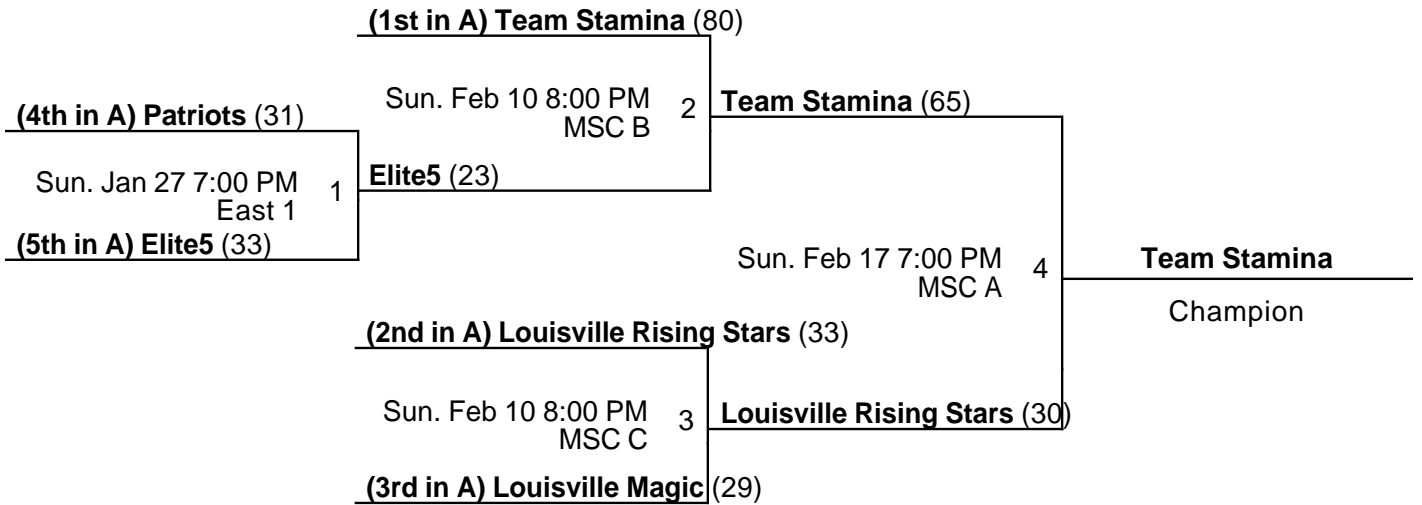 (1st in A) Team Stamina (80)
Sun. Feb 10 8:00 PM
MSC B
2
Team Stamina (65)
(4th in A) Patriots (31)
Sun. Jan 27 7:00 PM
East 1
1
Elite5 (23)
(5th in A) Elite5 (33)
Sun. Feb 17 7:00 PM
MSC A
4
Team Stamina
Champion
(2nd in A) Louisville Rising Stars (33)
Sun. Feb 10 8:00 PM
MSC C
3
Louisville Rising Stars (30)
(3rd in A) Louisville Magic (29)